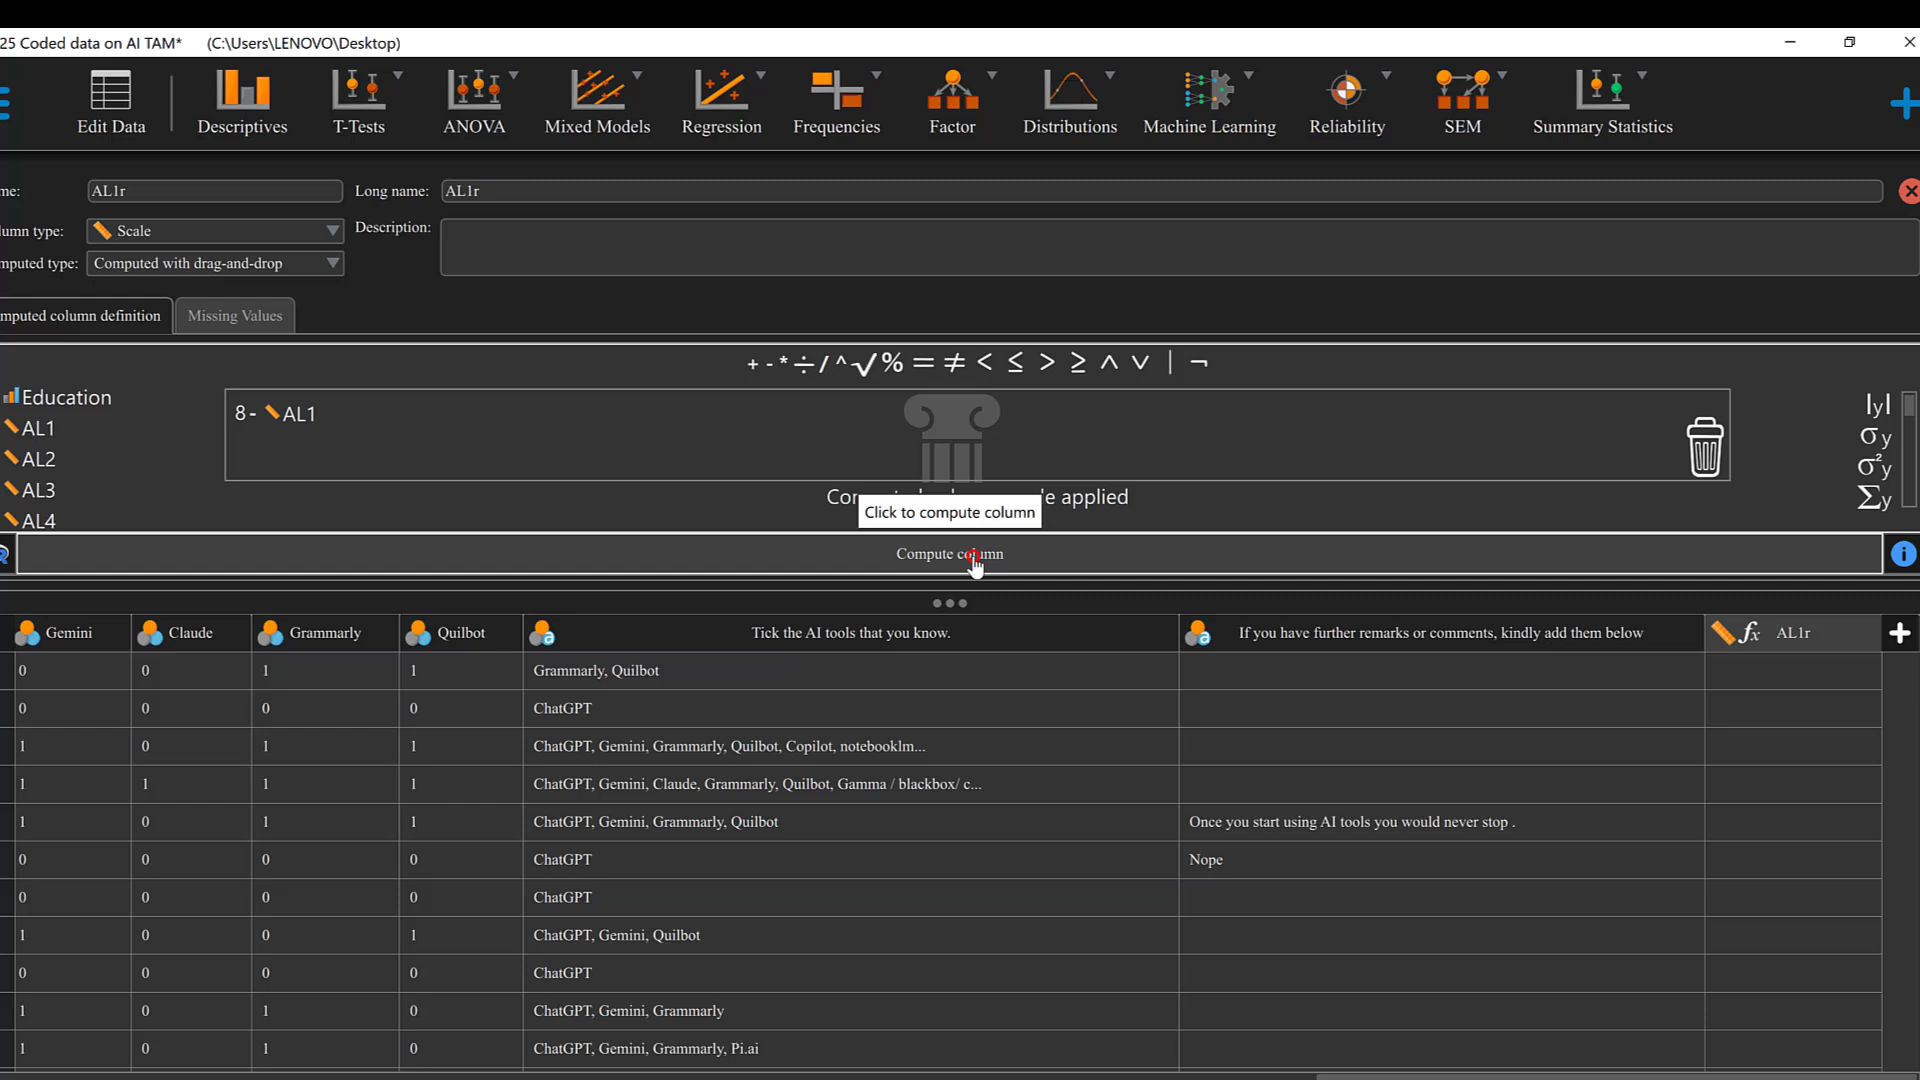 25 Coded data on AI TAM* (C:\Users\LENOVO\Desktop)
Edit Data Descriptives T-Tests ANOVA Mixed Models Regression Frequencies Factor Distributions Machine Learning Reliability SEM Summary Statistics
me: AL1r Long name: AL1r
lumn type: Scale Description:
mputed type: Computed with drag-and-drop
mputed column definition Missing Values
+ - * ÷ / ^ √ % = ≠ < ≤ > ≥ ∧ ∨ | ¬
Education
8 - AL1
|y|
AL1
σy
AL2
σ²y
AL3
Σy
AL4
e applied
Click to compute column
Compute column
Gemini Claude Grammarly Quilbot Tick the AI tools that you know. If you have further remarks or comments, kindly add them below fx AL1r
0 0 1 1 Grammarly, Quilbot
0 0 0 0 ChatGPT
1 0 1 1 ChatGPT, Gemini, Grammarly, Quilbot, Copilot, notebooklm...
1 1 1 1 ChatGPT, Gemini, Claude, Grammarly, Quilbot, Gamma / blackbox/ c...
1 0 1 1 ChatGPT, Gemini, Grammarly, Quilbot Once you start using AI tools you would never stop .
0 0 0 0 ChatGPT Nope
0 0 0 0 ChatGPT
1 0 0 1 ChatGPT, Gemini, Quilbot
0 0 0 0 ChatGPT
1 0 1 0 ChatGPT, Gemini, Grammarly
1 0 1 0 ChatGPT, Gemini, Grammarly, Pi.ai